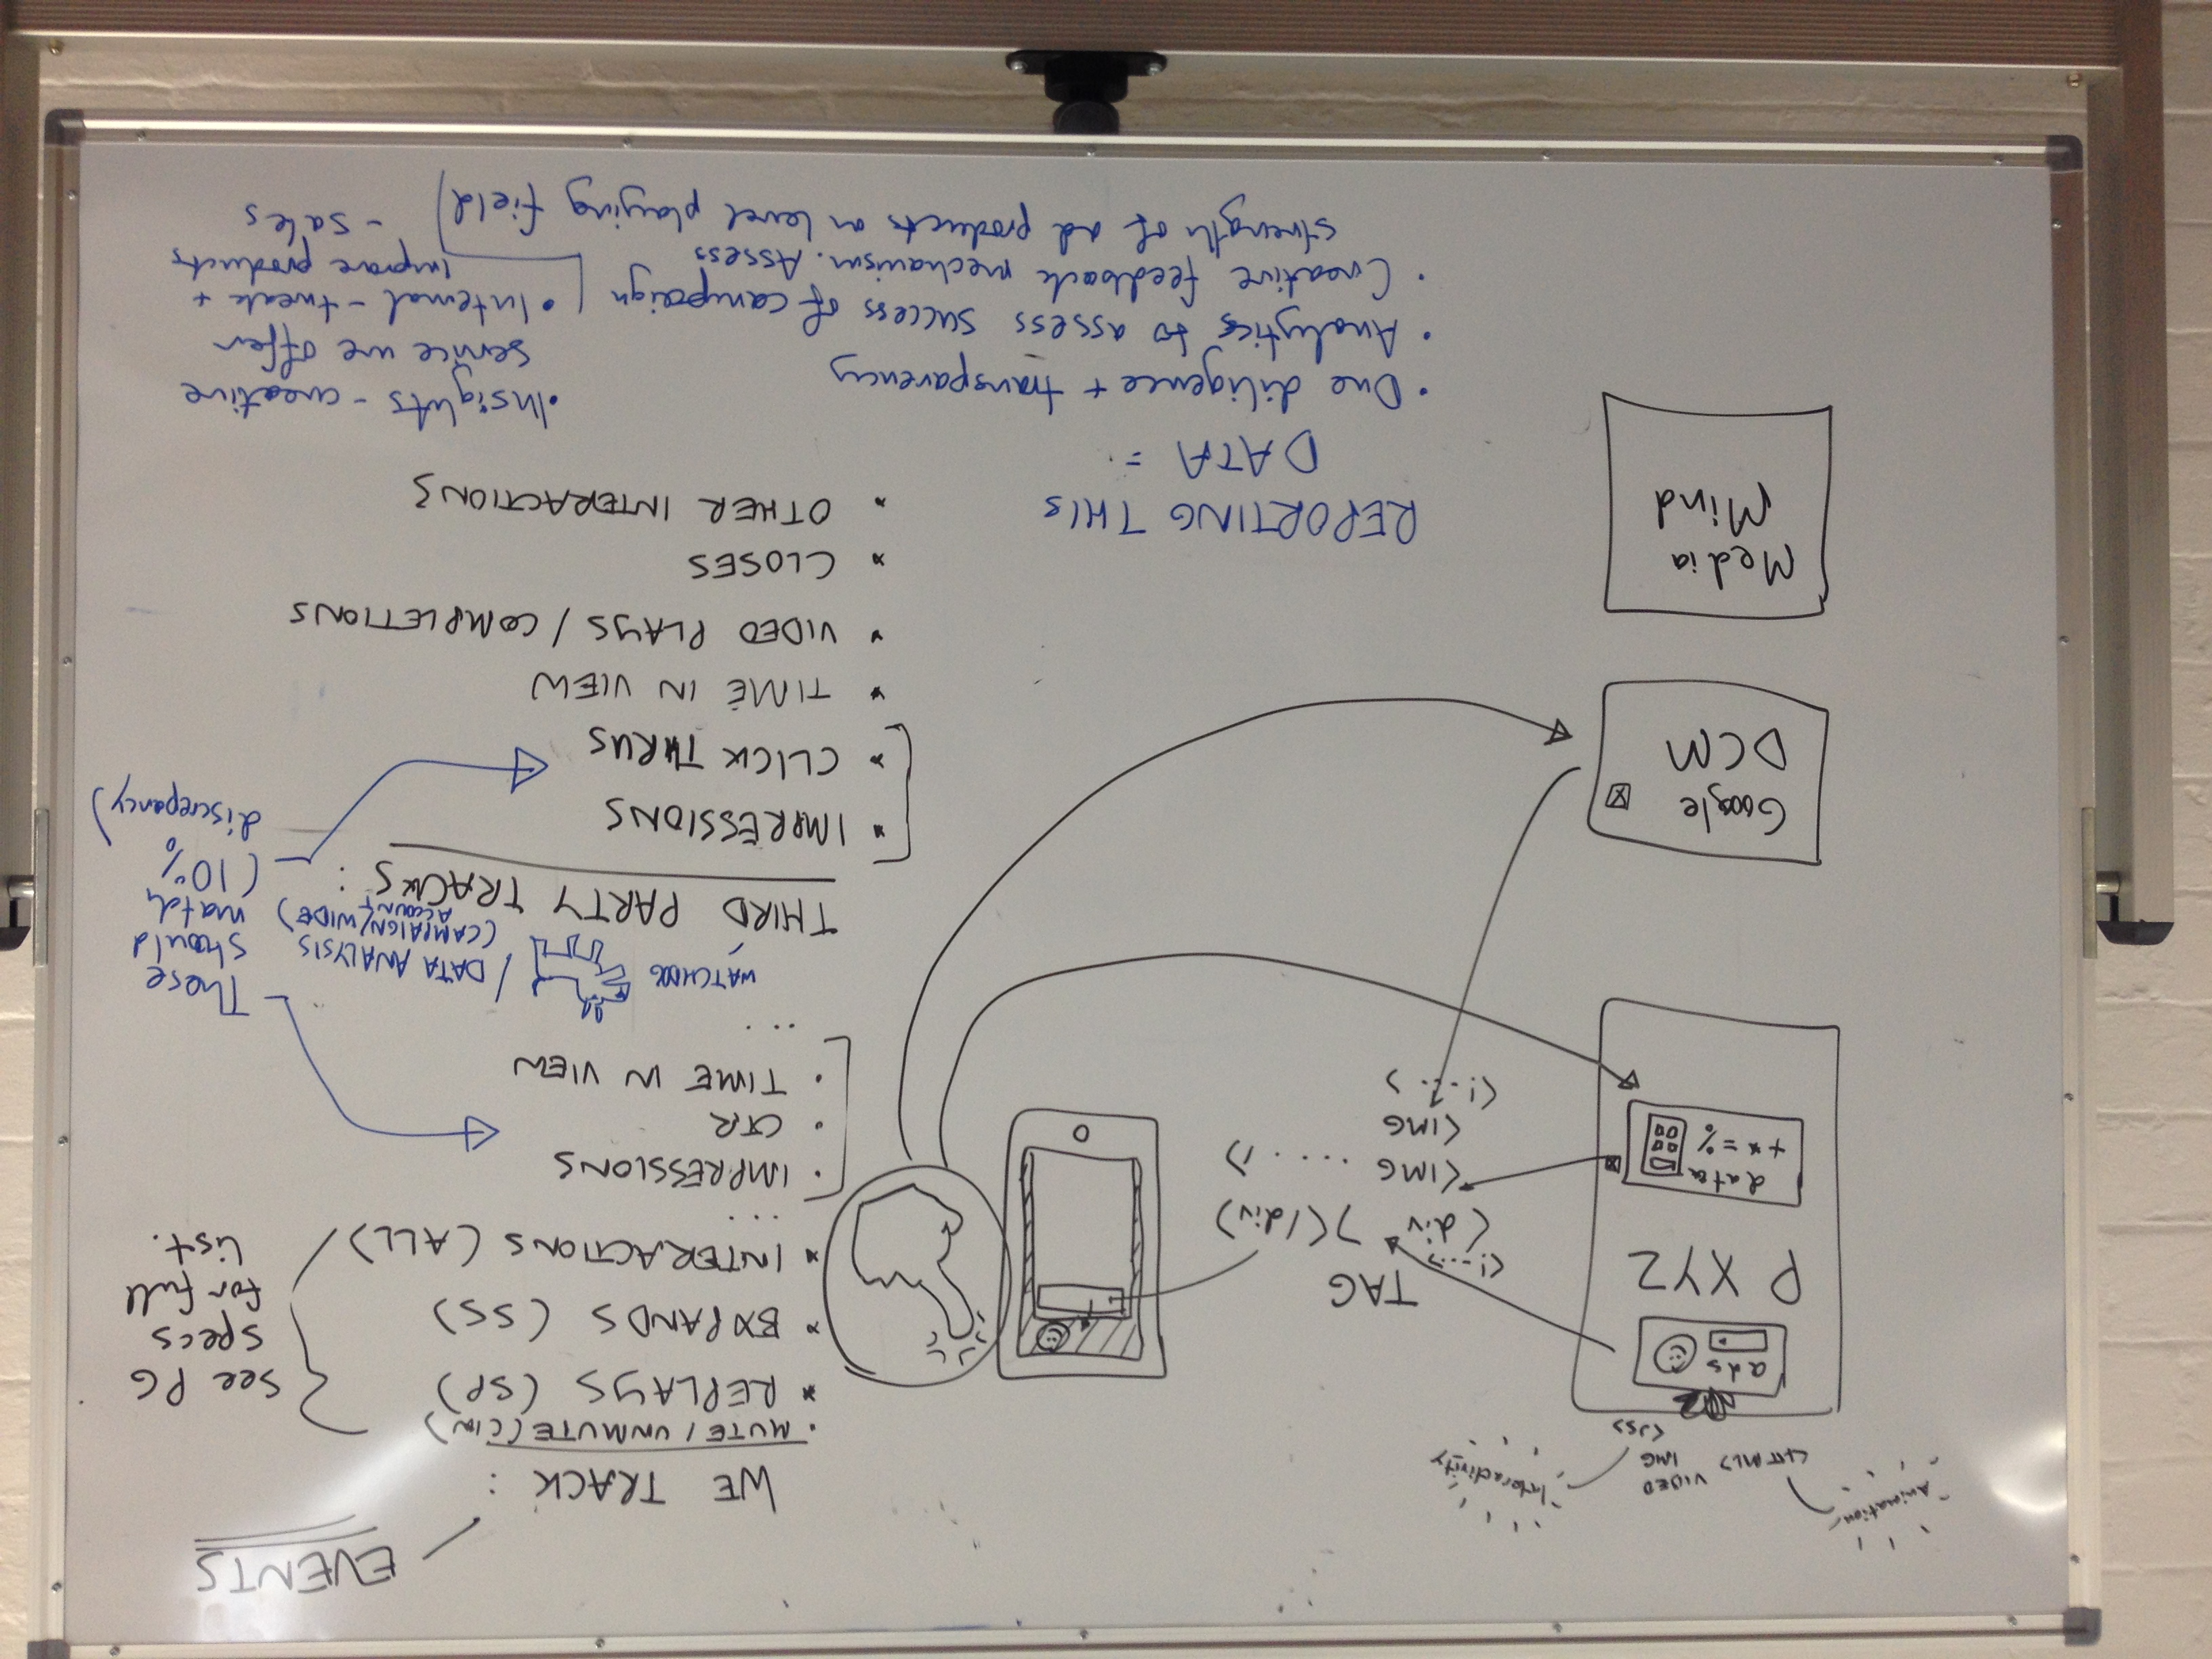 EVENTS
Animation
<HTML>
VIDEO
IMG
<JS>
Interactivity
ads
P XYZ
data
+ * = %
TAG
<!--->
<div ></div>
<IMG .... />
<IMG
<!--->
Google
DCM
Media
Mind
WE TRACK :
• MUTE / UNMUTE (CIN)
* REPLAYS (SP)
* EXPANDS (SS)
* INTERACTIONS (ALL)
...
See PG
specs
for full
list.
• IMPRESSIONS
• CTR
• TIME IN VIEW
...
WATCHDOG / DATA ANALYSIS
(CAMPAIGN/WIDE)
ACCOUNT
THIRD PARTY TRACKS :
* IMPRESSIONS
* CLICK THRUS
* TIME IN VIEW
* VIDEO PLAYS / COMPLETIONS
* CLOSES
* OTHER INTERACTIONS
These
should
match
(10%
discrepancy)
REPORTING THIS
DATA =
• Due diligence + transparency
• Analytics to assess success of campaign
• Creative feedback mechanism. Assess
strength of ad products on level playing field
• Insights - creative
service we offer
• Internal - tweak +
improve products
- sales